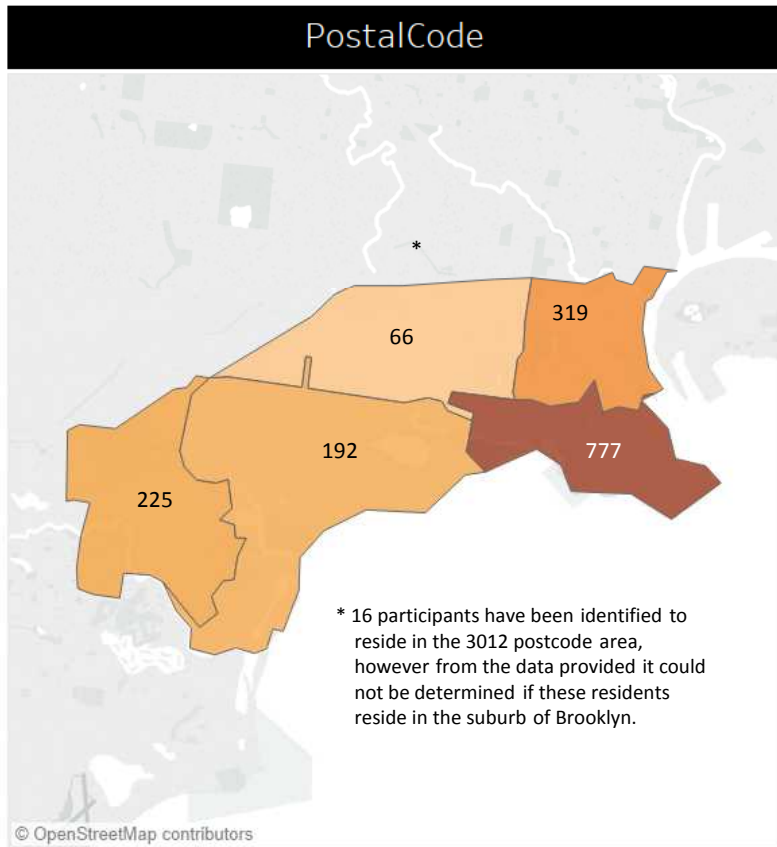 PostalCode
*
319
66
192
777
225
* 16 participants have been identified to
reside in the 3012 postcode area,
however from the data provided it could
not be determined if these residents
reside in the suburb of Brooklyn.
© OpenStreetMap contributors